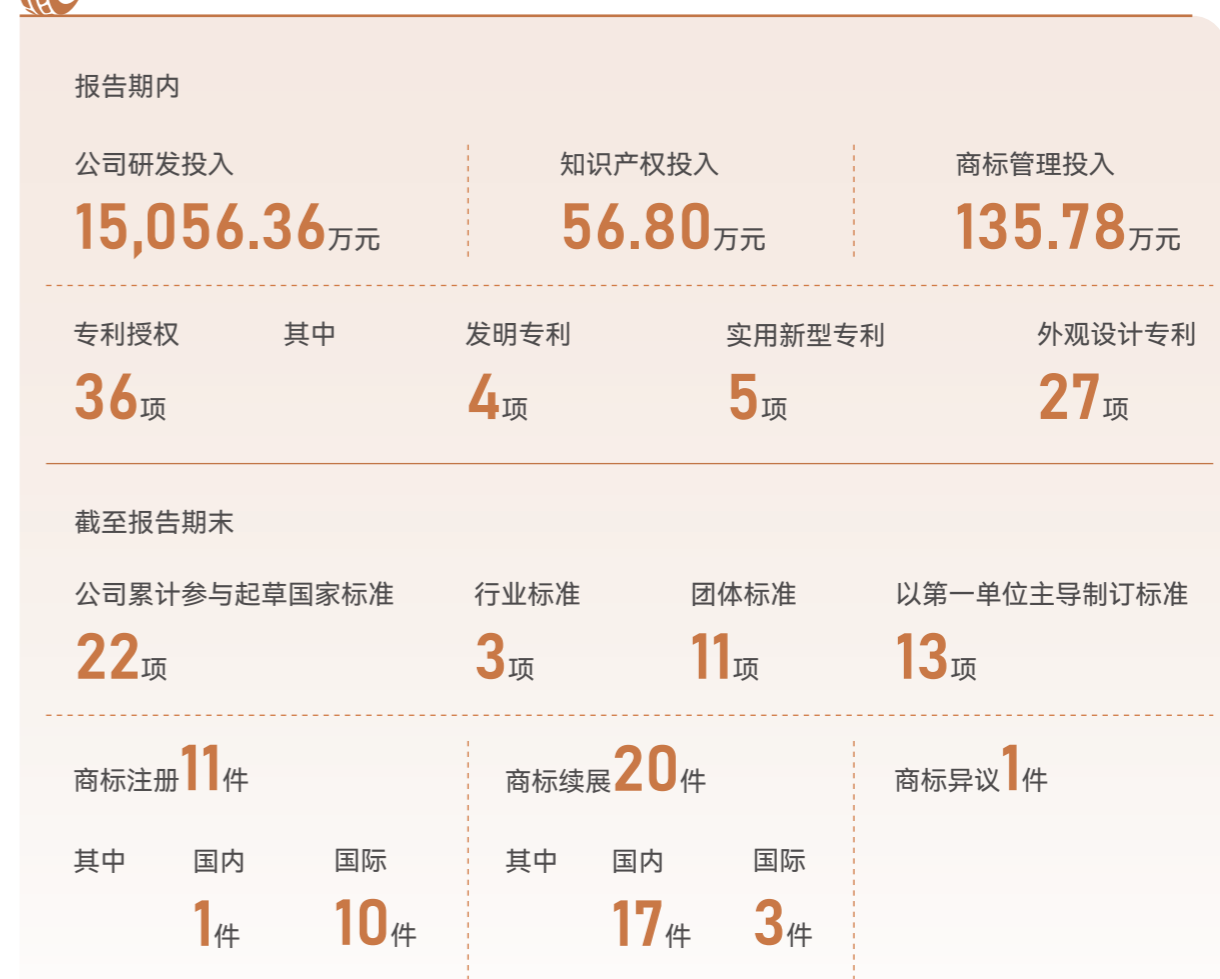 报告期内
公司研发投入 知识产权投入 商标管理投入
15,056.36万元 56.80万元 135.78万元
专利授权 其中 发明专利 实用新型专利 外观设计专利
36项 4项 5项 27项
截至报告期末
公司累计参与起草国家标准 行业标准 团体标准 以第一单位主导制订标准
22项 3项 11项 13项
商标注册11件 商标续展20件 商标异议1件
其中 国内 国际 其中 国内 国际
1件 10件 17件 3件